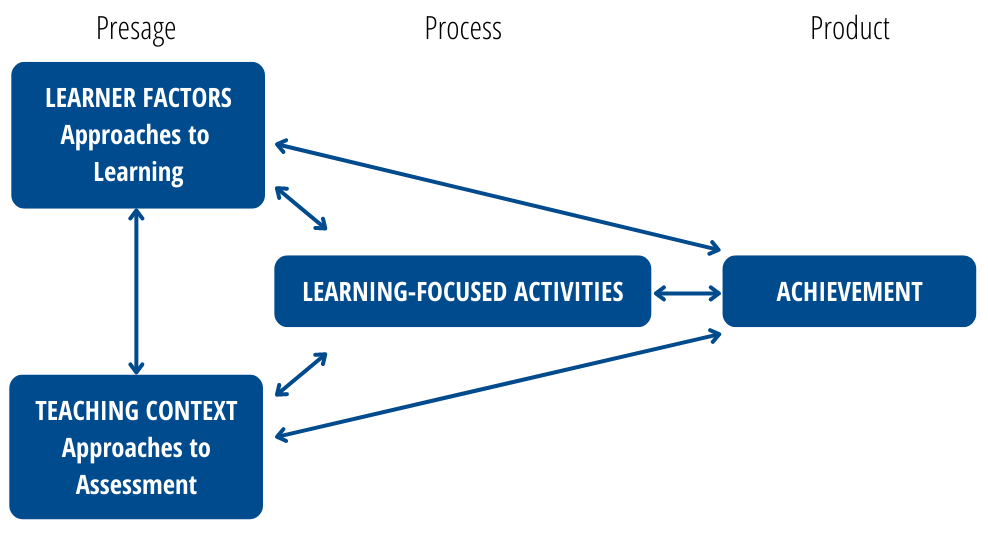 Presage
Process
Product
LEARNER FACTORS
Approaches to
Learning
LEARNING-FOCUSED ACTIVITIES
ACHIEVEMENT
TEACHING CONTEXT
Approaches to
Assessment